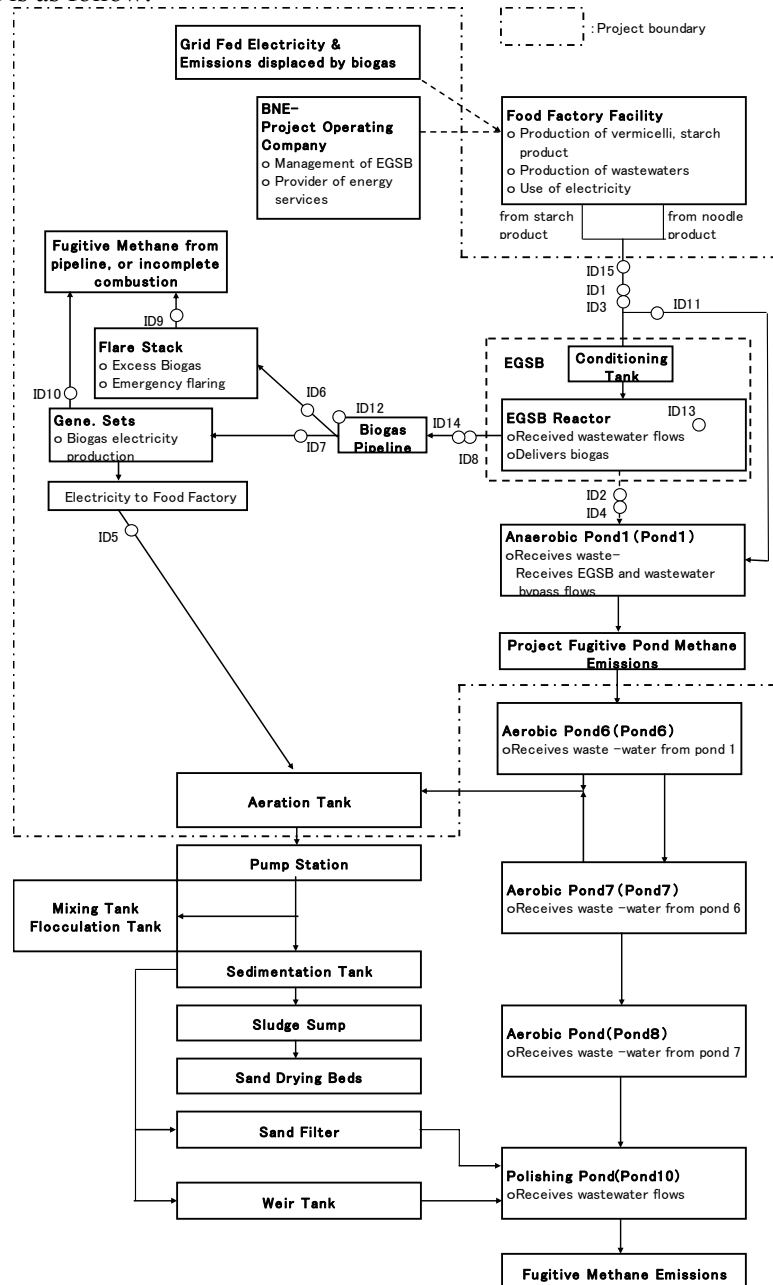 is as follow:
: Project boundary
Grid Fed Electricity &
Emissions displaced by biogas
BNE-
Project Operating
Company
o Management of EGSB
o Provider of energy
services
Food Factory Facility
o Production of vermicelli, starch
product
o Production of wastewaters
o Use of electricity
from starch
product
from noodle
product
Fugitive Methane from
pipeline, or incomplete
combustion
ID15
ID1
ID3
ID11
ID9
Flare Stack
o Excess Biogas
o Emergency flaring
EGSB
Conditioning
Tank
ID6
ID10
ID12
Gene. Sets
o Biogas electricity
production
ID7
Biogas
Pipeline
ID14
ID8
EGSB Reactor
oReceived wastewater flows
oDelivers biogas
ID13
Electricity to Food Factory
ID2
ID4
ID5
Anaerobic Pond1 (Pond1)
oReceives waste-
Receives EGSB and wastewater
bypass flows
Project Fugitive Pond Methane
Emissions
Aerobic Pond6(Pond6)
oReceives waste -water from pond 1
Aeration Tank
Pump Station
Aerobic Pond7(Pond7)
oReceives waste -water from pond 6
Mixing Tank
Flocculation Tank
Sedimentation Tank
Sludge Sump
Aerobic Pond(Pond8)
oReceives waste -water from pond 7
Sand Drying Beds
Sand Filter
Polishing Pond(Pond10)
oReceives wastewater flows
Weir Tank
Fugitive Methane Emissions